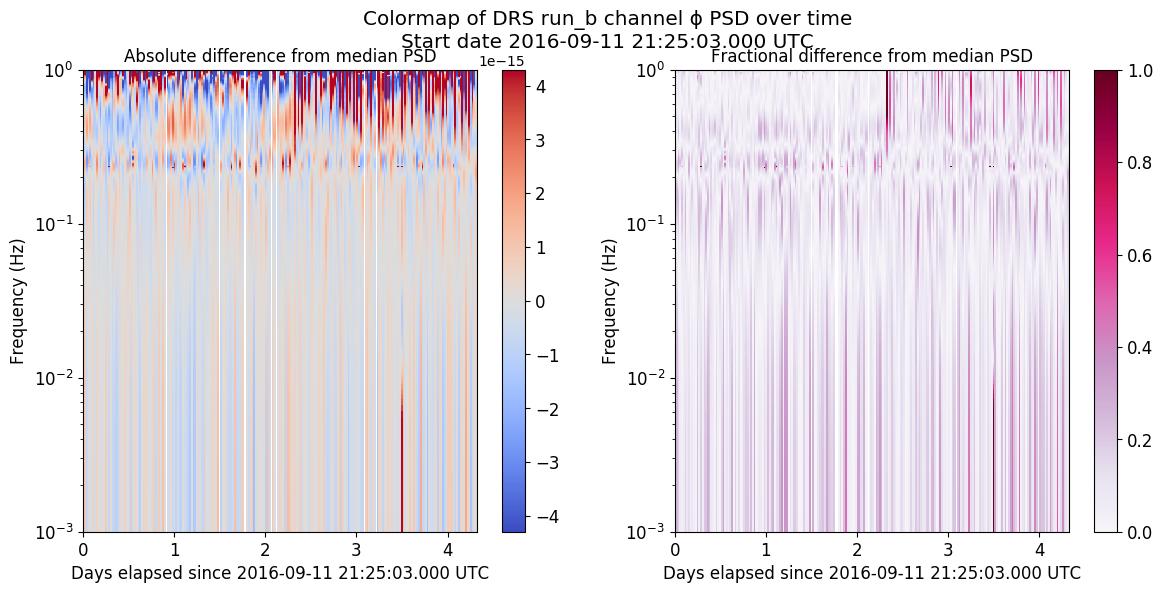 Colormap of DRS run_b channel ϕ PSD over time
Start date 2016-09-11 21:25:03.000 UTC
Absolute difference from median PSD
1e−15
Fractional difference from median PSD
Frequency (Hz)
10⁰
10⁻¹
10⁻²
10⁻³
0 1 2 3 4
Days elapsed since 2016-09-11 21:25:03.000 UTC
4
3
2
1
0
−1
−2
−3
−4
Frequency (Hz)
10⁰
10⁻¹
10⁻²
10⁻³
0 1 2 3 4
Days elapsed since 2016-09-11 21:25:03.000 UTC
1.0
0.8
0.6
0.4
0.2
0.0